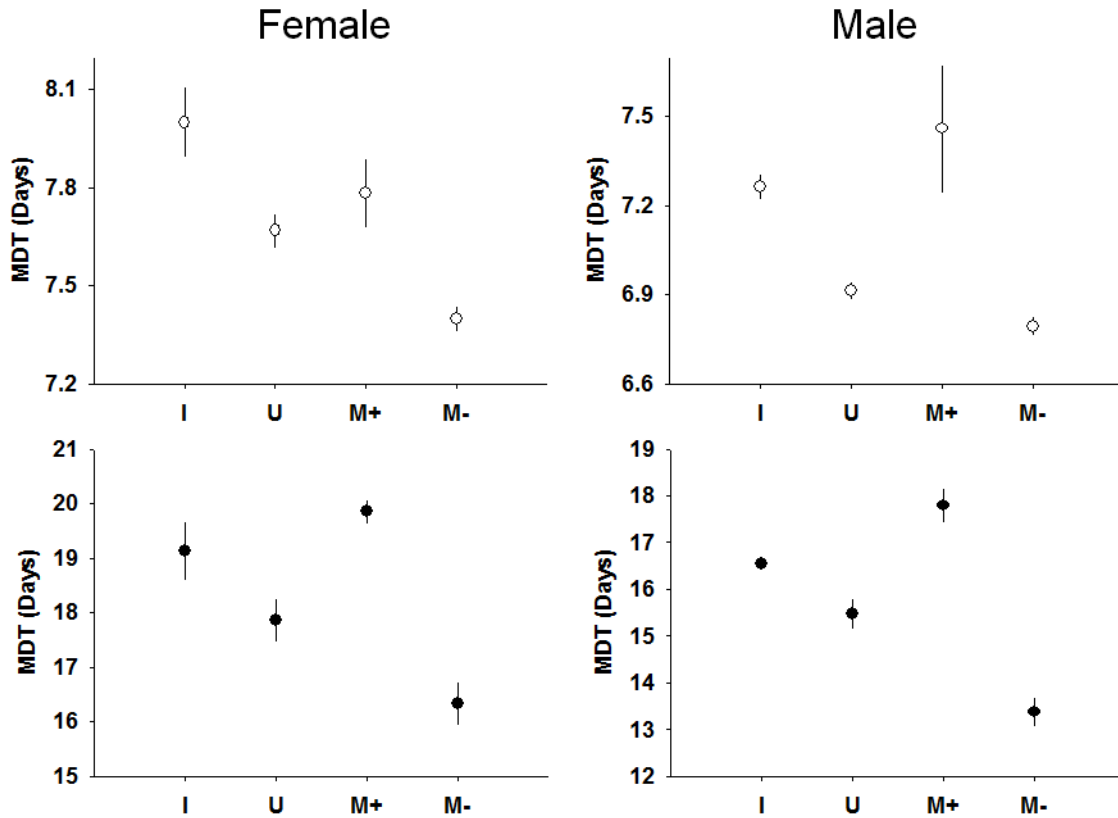 Female
Male
MDT (Days)
8.1
7.8
7.5
7.2
I U M+ M-
MDT (Days)
7.5
7.2
6.9
6.6
I U M+ M-
MDT (Days)
21
20
19
18
17
16
15
I U M+ M-
MDT (Days)
19
18
17
16
15
14
13
12
I U M+ M-